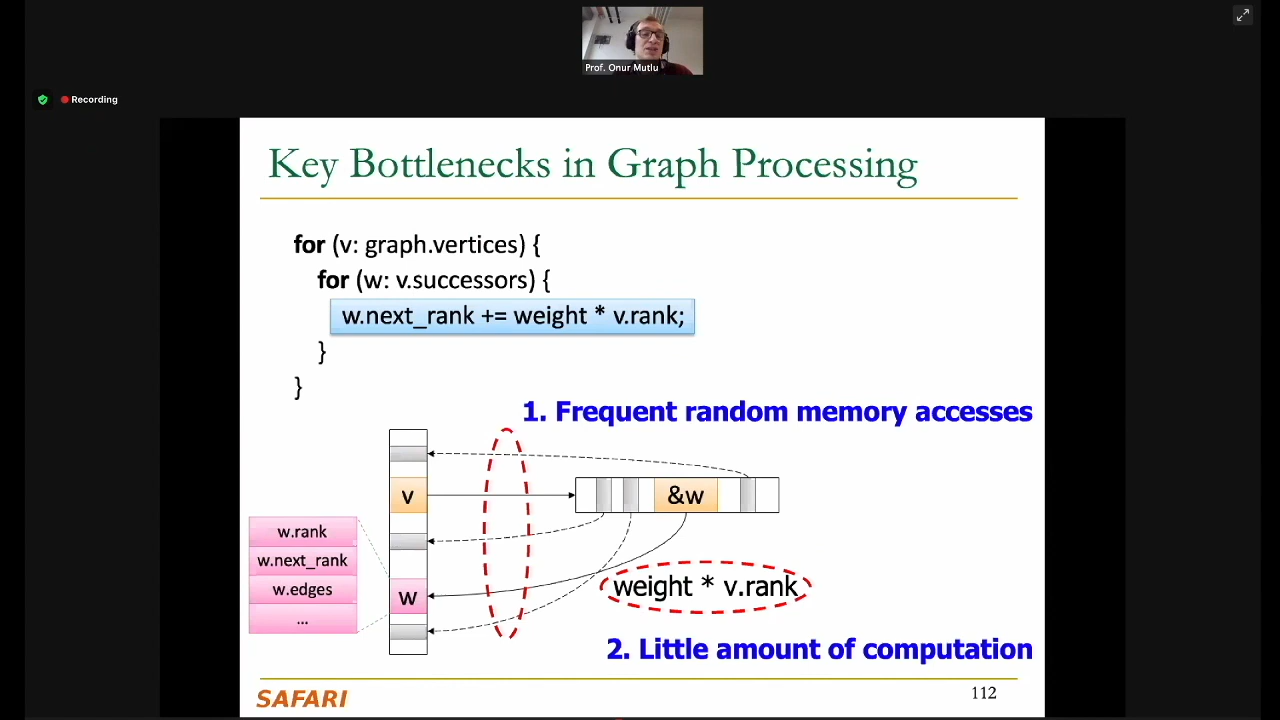 Prof. Onur Mutlu
Recording
Key Bottlenecks in Graph Processing
for (v: graph.vertices) {
for (w: v.successors) {
w.next_rank += weight * v.rank;
}
}
1. Frequent random memory accesses
v
&w
w.rank
w.next_rank
w.edges
...
w
weight * v.rank
2. Little amount of computation
SAFARI
112